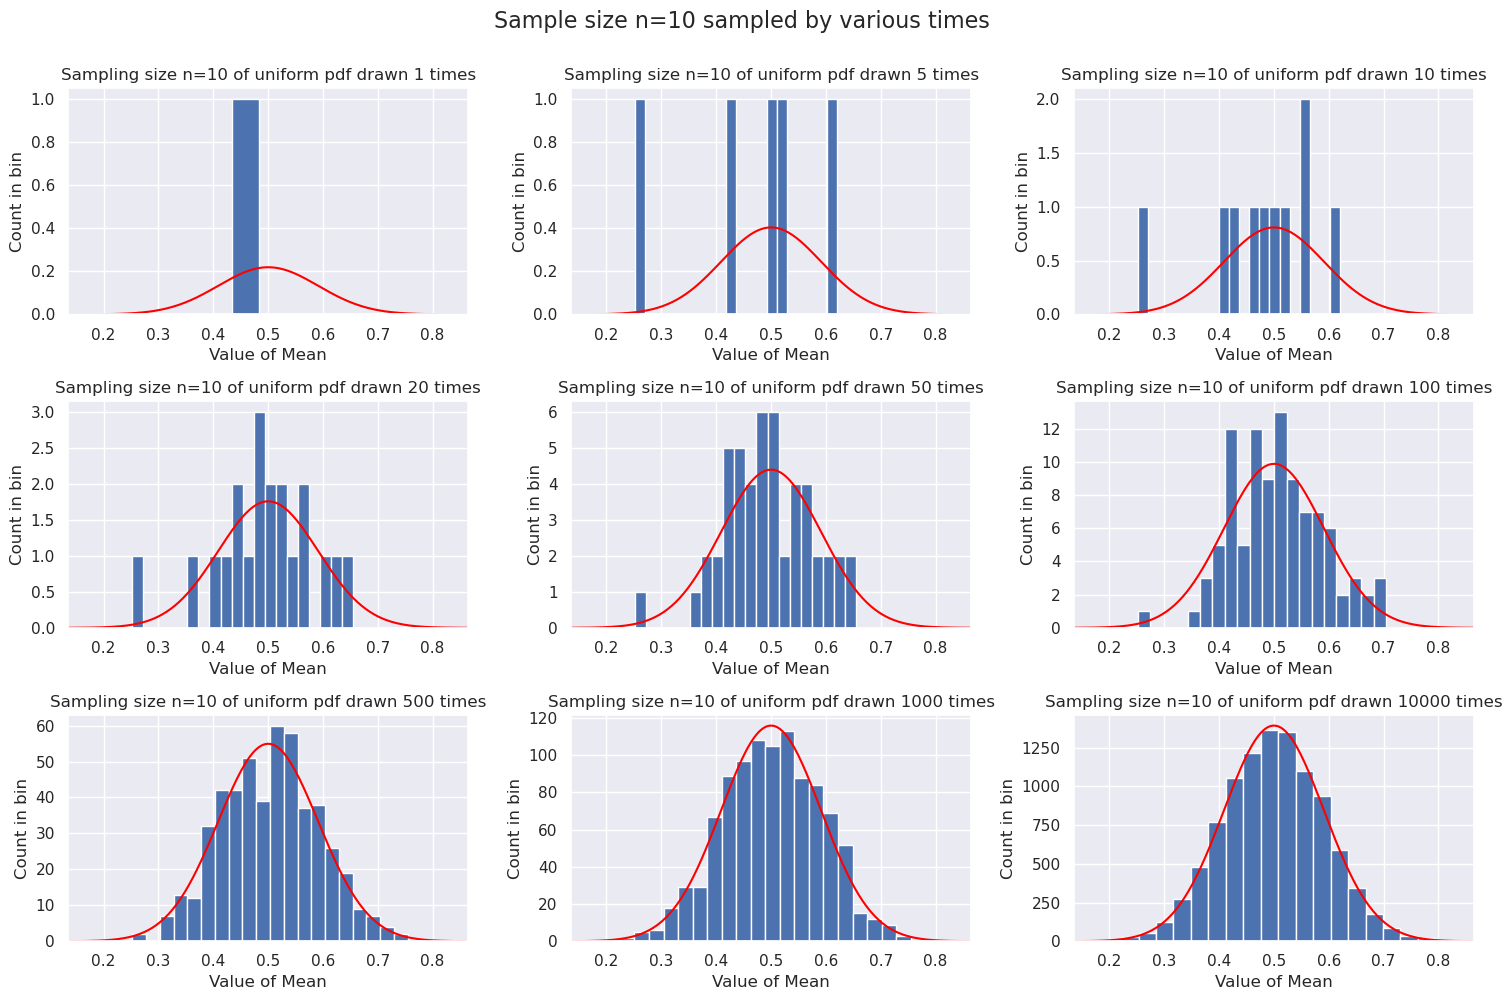 Sample size n=10 sampled by various times
Sampling size n=10 of uniform pdf drawn 1 times
1.0
0.8
0.6
0.4
0.2
0.0
Count in bin
0.2 0.3 0.4 0.5 0.6 0.7 0.8
Value of Mean
Sampling size n=10 of uniform pdf drawn 5 times
1.0
0.8
0.6
0.4
0.2
0.0
Count in bin
0.2 0.3 0.4 0.5 0.6 0.7 0.8
Value of Mean
Sampling size n=10 of uniform pdf drawn 10 times
2.0
1.5
1.0
0.5
0.0
Count in bin
0.2 0.3 0.4 0.5 0.6 0.7 0.8
Value of Mean
Sampling size n=10 of uniform pdf drawn 20 times
3.0
2.5
2.0
1.5
1.0
0.5
0.0
Count in bin
0.2 0.3 0.4 0.5 0.6 0.7 0.8
Value of Mean
Sampling size n=10 of uniform pdf drawn 50 times
6
5
4
3
2
1
0
Count in bin
0.2 0.3 0.4 0.5 0.6 0.7 0.8
Value of Mean
Sampling size n=10 of uniform pdf drawn 100 times
12
10
8
6
4
2
0
Count in bin
0.2 0.3 0.4 0.5 0.6 0.7 0.8
Value of Mean
Sampling size n=10 of uniform pdf drawn 500 times
60
50
40
30
20
10
0
Count in bin
0.2 0.3 0.4 0.5 0.6 0.7 0.8
Value of Mean
Sampling size n=10 of uniform pdf drawn 1000 times
120
100
80
60
40
20
0
Count in bin
0.2 0.3 0.4 0.5 0.6 0.7 0.8
Value of Mean
Sampling size n=10 of uniform pdf drawn 10000 times
1250
1000
750
500
250
0
Count in bin
0.2 0.3 0.4 0.5 0.6 0.7 0.8
Value of Mean